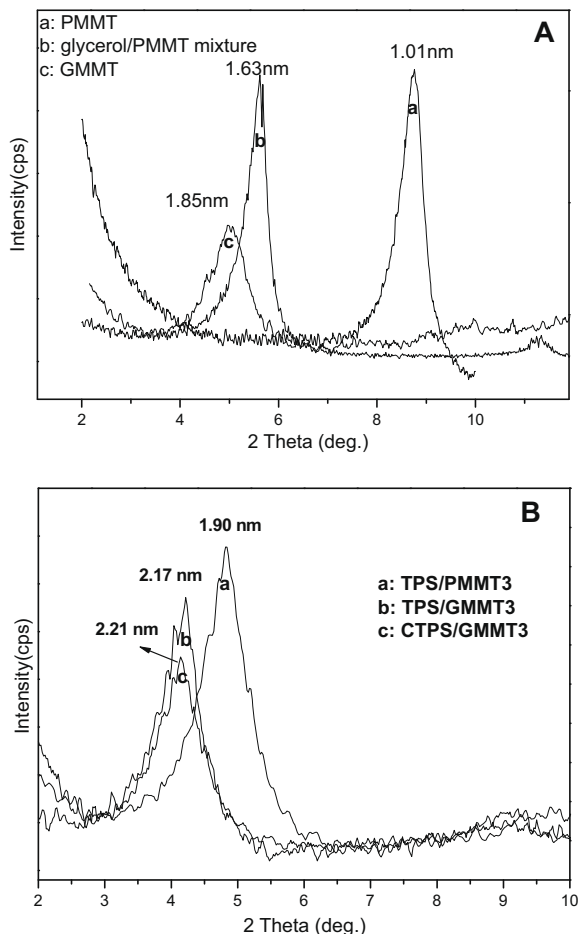 a: PMMT
A
b: glycerol/PMMT mixture
c: GMMT
1.63nm
1.01nm
a
b
1.85nm
c
Intensity(cps)
2 4 6 8 10
2 Theta (deg.)
B
1.90 nm
2.17 nm
a
a: TPS/PMMT3
b: TPS/GMMT3
c: CTPS/GMMT3
2.21 nm
b
c
Intensity(cps)
2 3 4 5 6 7 8 9 10
2 Theta (deg.)